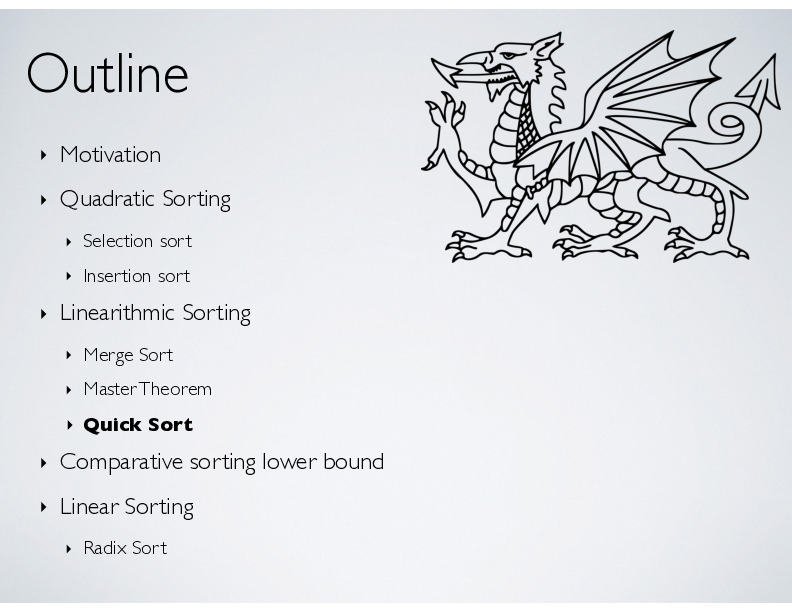 Outline
‣ Motivation
‣ Quadratic Sorting
‣ Selection sort
‣ Insertion sort
‣ Linearithmic Sorting
‣ Merge Sort
‣ Master Theorem
‣ Quick Sort
‣ Comparative sorting lower bound
‣ Linear Sorting
‣ Radix Sort